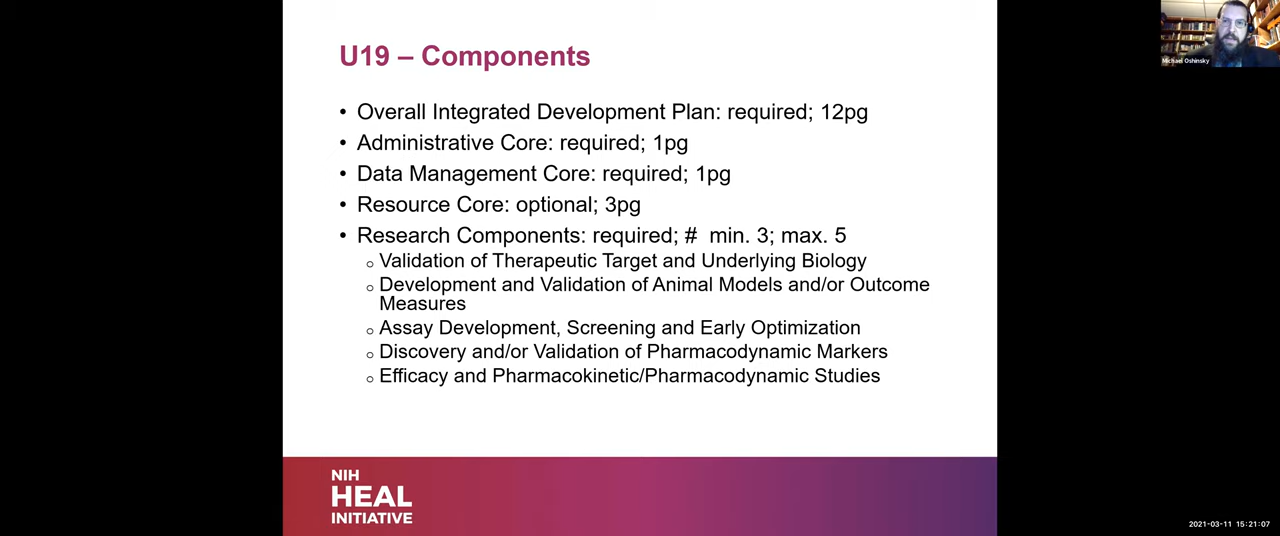 U19 – Components
• Overall Integrated Development Plan: required; 12pg
• Administrative Core: required; 1pg
• Data Management Core: required; 1pg
• Resource Core: optional; 3pg
• Research Components: required; # min. 3; max. 5
o Validation of Therapeutic Target and Underlying Biology
o Development and Validation of Animal Models and/or Outcome
Measures
o Assay Development, Screening and Early Optimization
o Discovery and/or Validation of Pharmacodynamic Markers
o Efficacy and Pharmacokinetic/Pharmacodynamic Studies
NIH
HEAL
INITIATIVE
Michael Oshinsky
2021-03-11 15:21:07